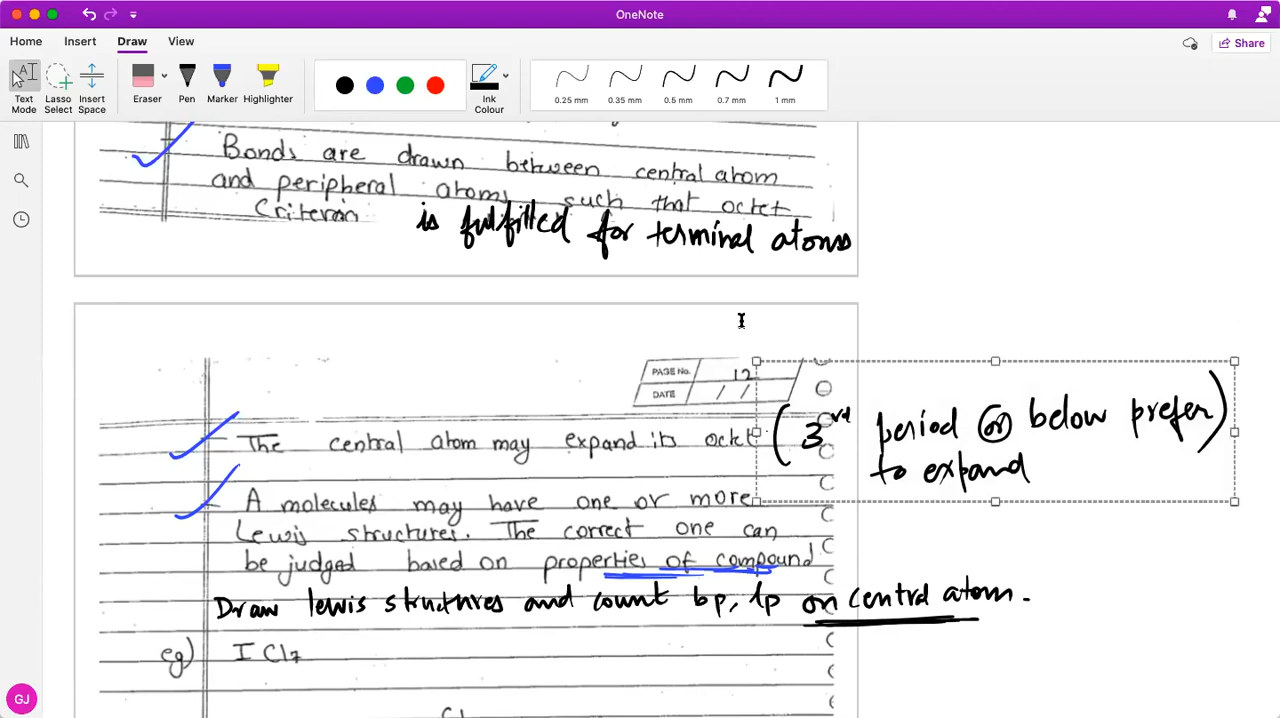 OneNote
Home Insert Draw View
Share
Text Mode
Lasso Select
Insert Space
Eraser
Pen
Marker
Highlighter
Ink Colour
0.25 mm 0.35 mm 0.5 mm 0.7 mm 1 mm
Bonds are drawn between central atom
and peripheral atoms such that octet
Criterion is fulfilled for terminal atoms
PAGE No. 12
DATE / /
The central atom may expand its octet (3rd period or below prefer)
to expand
A molecules may have one or more
Lewis structures. The correct one can
be judged based on properties of compound
Draw lewis structures and count bp, lp on central atom.
eg) ICl7
Cl
GJ